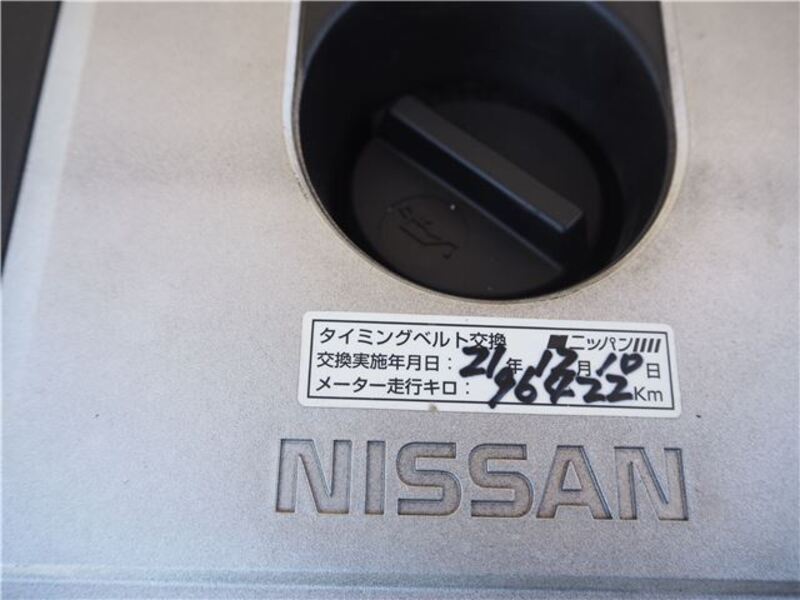 タイミングベルト交換 ニッパン
交換実施年月日：21年12月10日
メーター走行キロ：96422Km
NISSAN